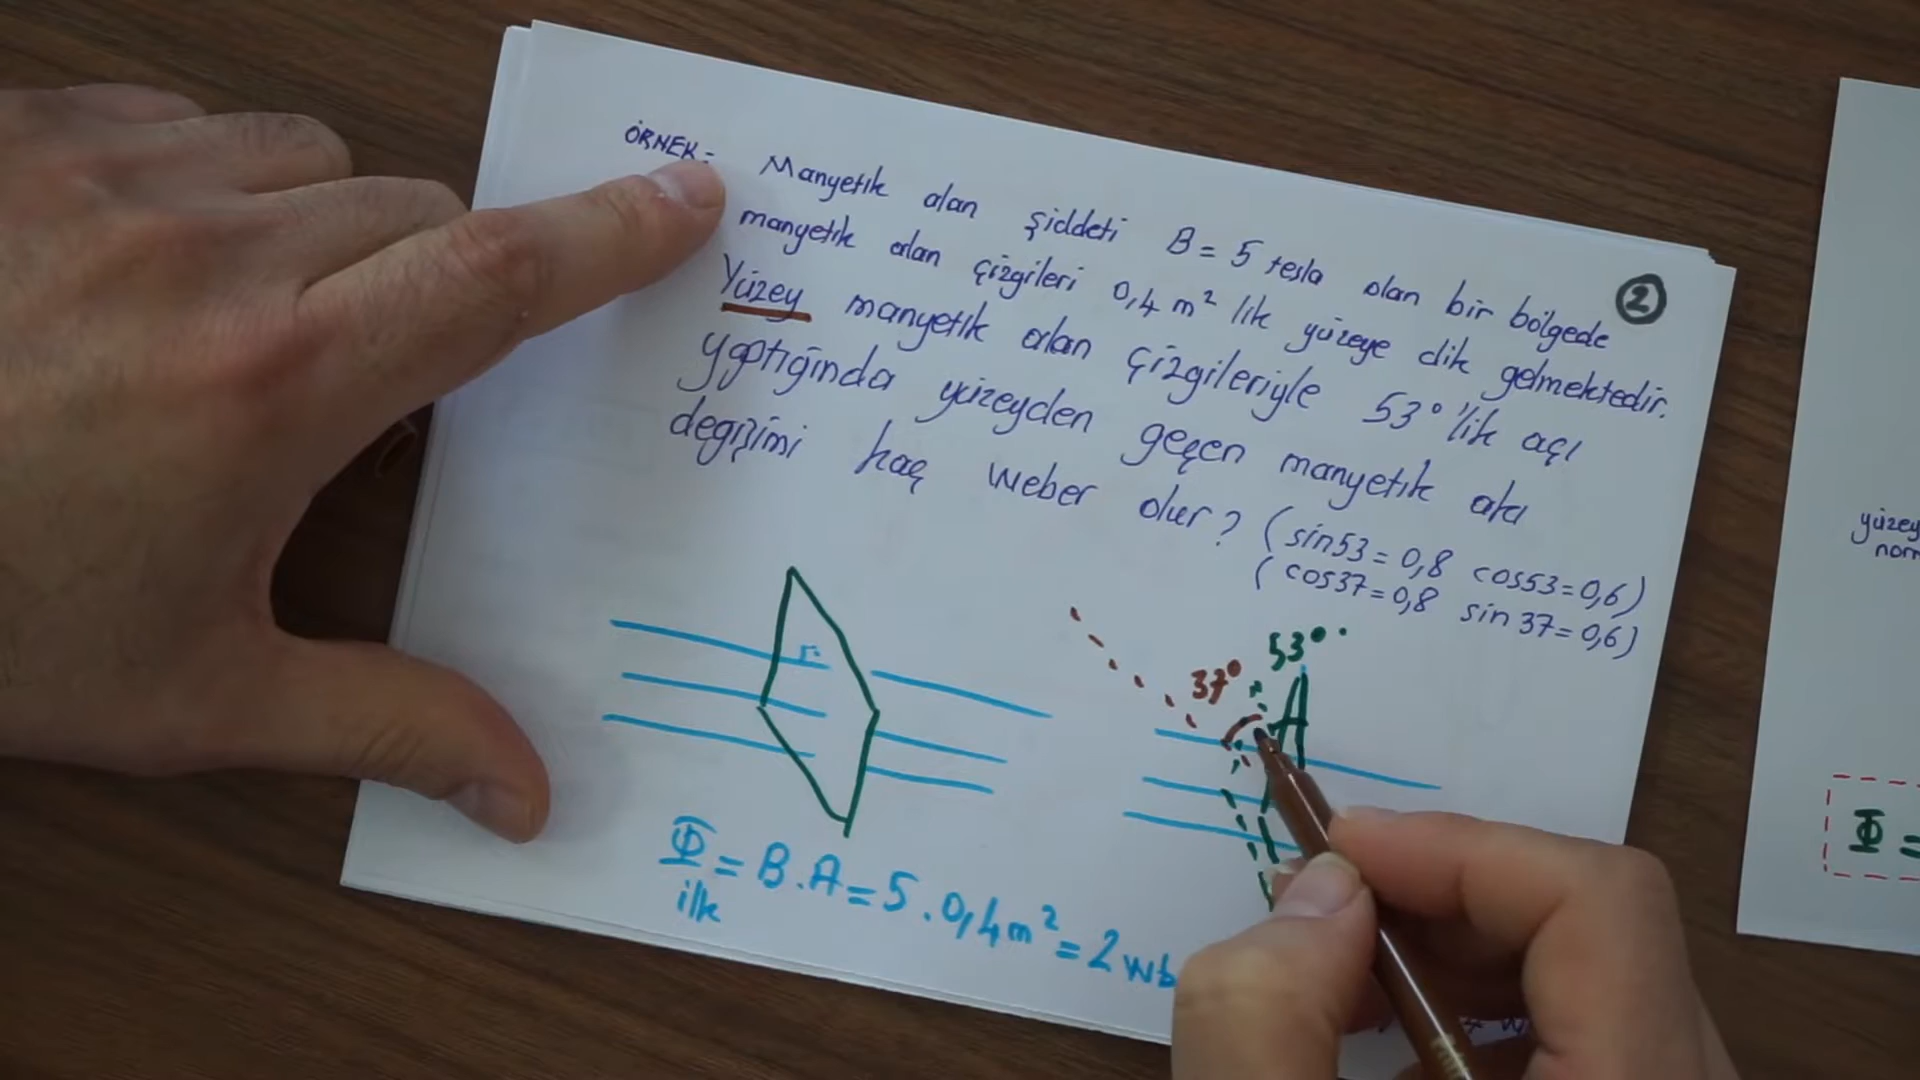 ÖRNEK:
Manyetik alan şiddeti B = 5 tesla olan bir bölgede
manyetik alan çizgileri 0,4 m² lik yüzeye dik gelmektedir.
Yüzey manyetik alan çizgileriyle 53°'lik açı
yaptığında yüzeyden geçen manyetik akı
değişimi kaç weber olur? (sin53 = 0,8 cos53 = 0,6)
(cos37 = 0,8 sin 37 = 0,6)
2
53°
37°
Φ = B.A = 5.0,4m² = 2 wb
ilk
yüzey
Φ =